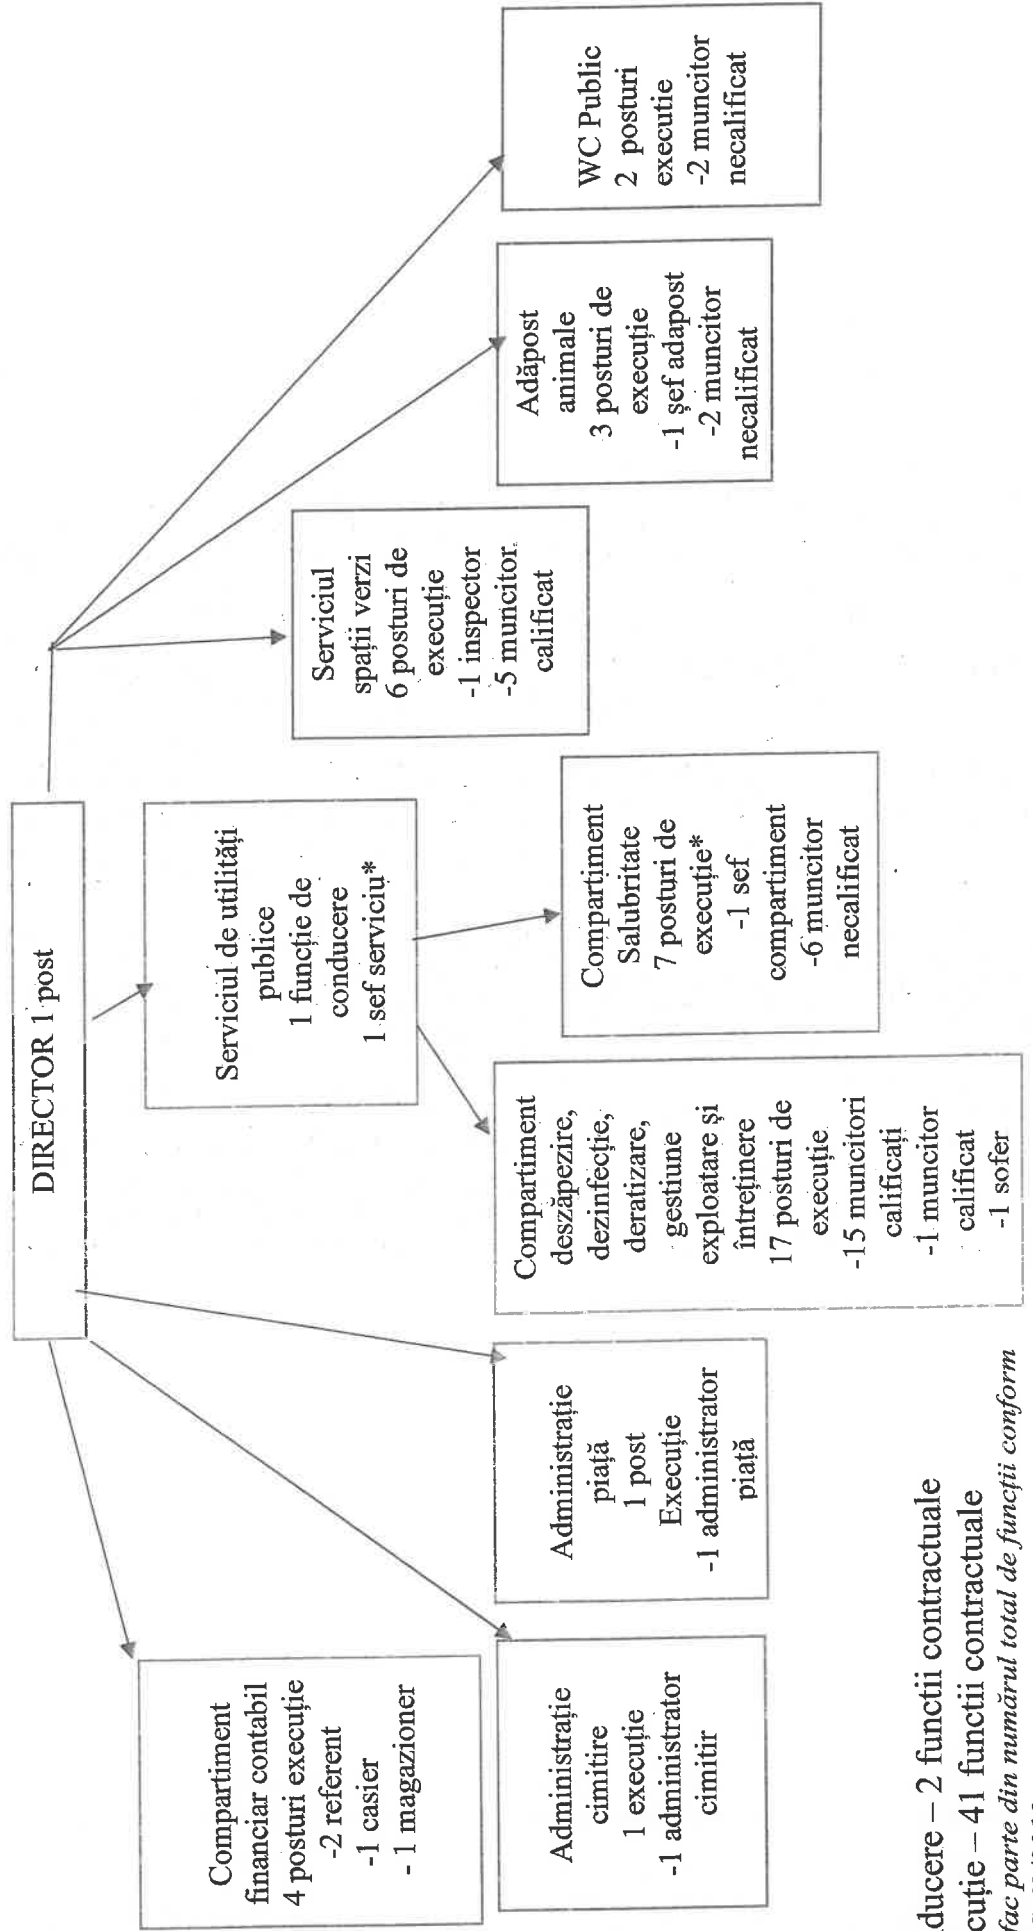 DIRECTOR 1 post
Compartiment
financiar contabil
4 posturi execuție
-2 referent
-1 casier
- 1 magazioner
Administrație
cimitire
1 execuție
-1 administrator
cimitir
Administrație
piață
1 post
Execuție
-1 administrator
piață
Serviciul de utilități
publice
1 funcție de
conducere
1 sef serviciu*
Compartiment
deszăpezire,
dezinfecție,
deratizare,
gestiune
exploatare și
întreținere
17 posturi de
execuție
-15 muncitori
calificați
-1 muncitor
calificat
-1 sofer
Compartiment
Salubritate
7 posturi de
execuție*
-1 sef
compartiment
-6 muncitor
necalificat
Serviciul
spații verzi
6 posturi de
execuție
-1 inspector
-5 muncitor
calificat
Adăpost
animale
3 posturi de
execuție
-1 șef adapost
-2 muncitor
necalificat
WC Public
2 posturi
executie
-2 muncitor
necalificat
ducere – 2 functii contractuale
cuție – 41 functii contractuale
fac parte din numărul total de funcții conform